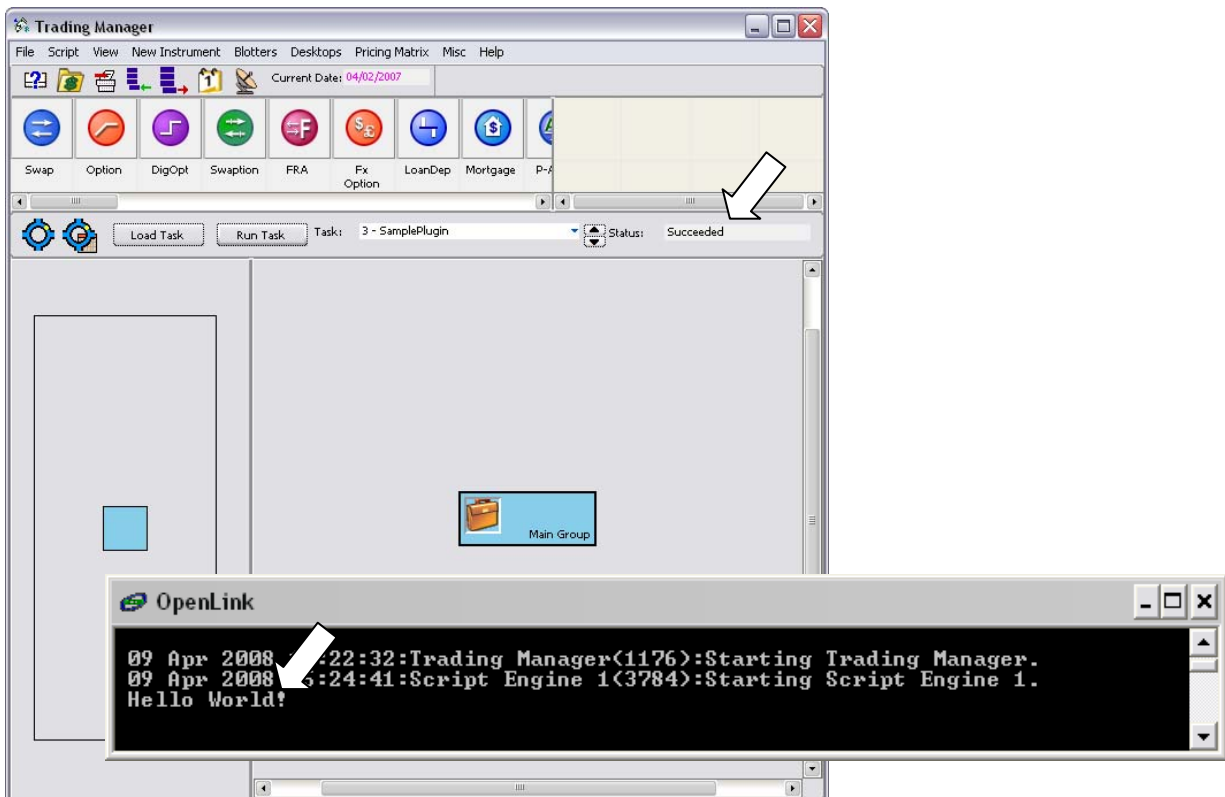 Trading Manager
File Script View New Instrument Blotters Desktops Pricing Matrix Misc Help
Current Date: 04/02/2007
Swap Option DigOpt Swaption FRA Fx Option LoanDep Mortgage
Load Task Run Task Task: 3 - SamplePlugin Status: Succeeded
Main Group
OpenLink
09 Apr 2008 :22:32:Trading Manager(1176):Starting Trading Manager.
09 Apr 2008 :24:41:Script Engine 1(3784):Starting Script Engine 1.
Hello World!